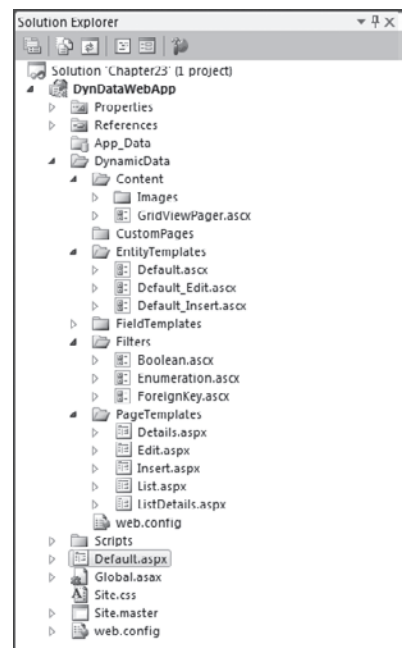 Solution Explorer
Solution 'Chapter23' (1 project)
DynDataWebApp
Properties
References
App_Data
DynamicData
Content
Images
GridViewPager.ascx
CustomPages
EntityTemplates
Default.ascx
Default_Edit.ascx
Default_Insert.ascx
FieldTemplates
Filters
Boolean.ascx
Enumeration.ascx
ForeignKey.ascx
PageTemplates
Details.aspx
Edit.aspx
Insert.aspx
List.aspx
ListDetails.aspx
web.config
Scripts
Default.aspx
Global.asax
Site.css
Site.master
web.config